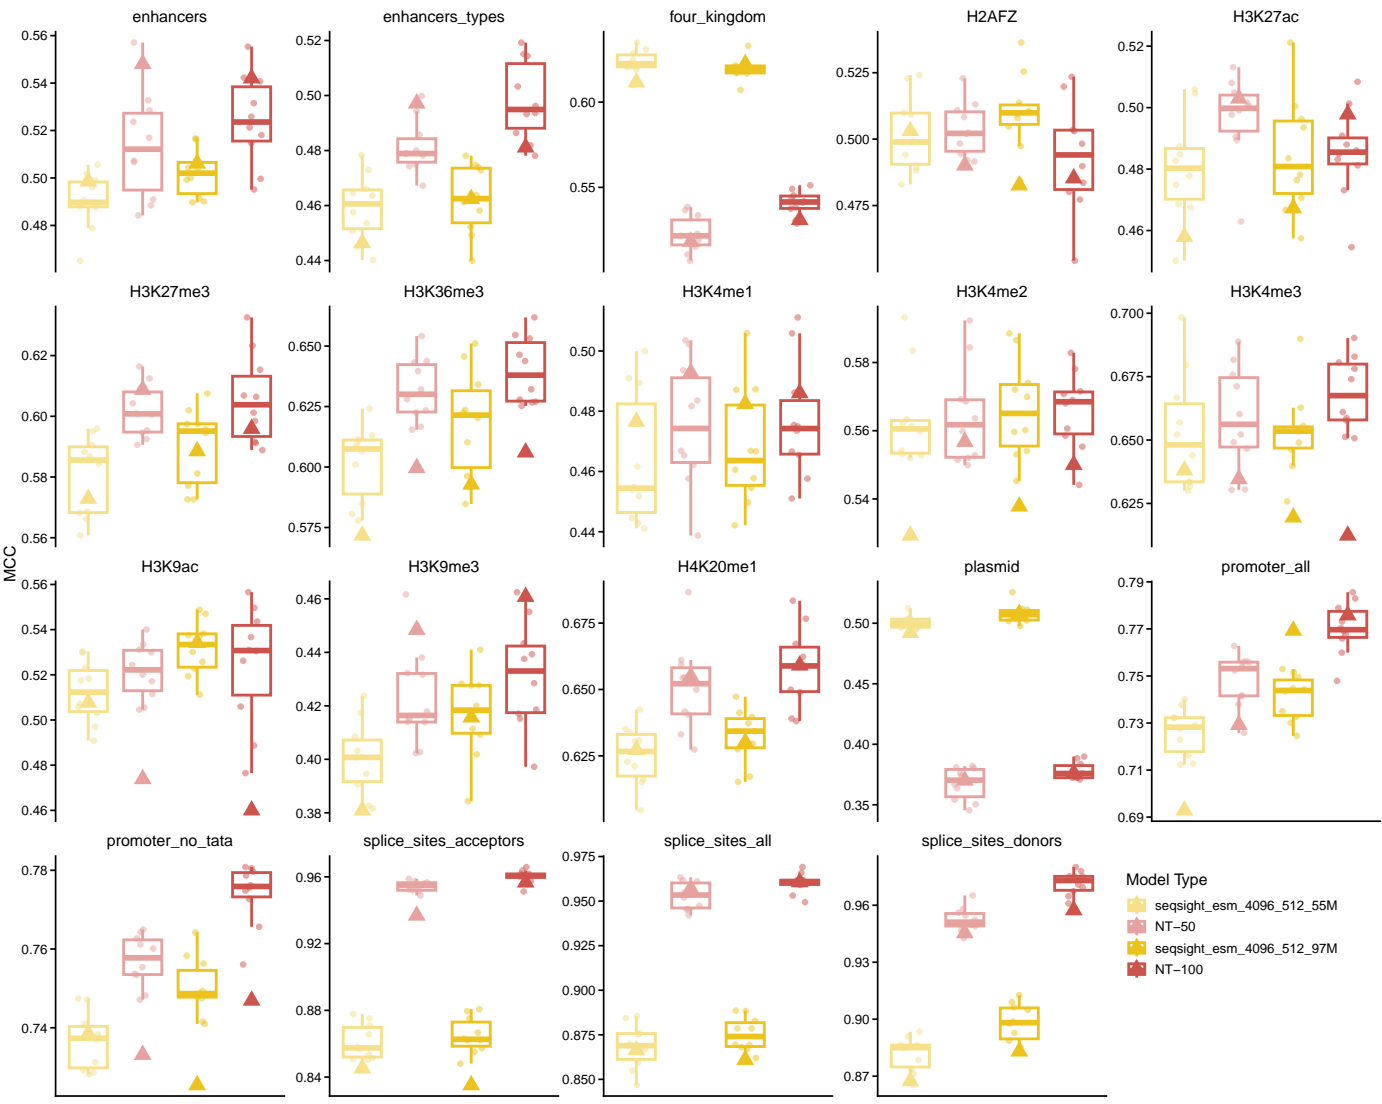 enhancers enhancers_types four_kingdom H2AFZ H3K27ac
0.56 0.54 0.52 0.50 0.48
0.52 0.50 0.48 0.46 0.44
0.60 0.55
0.525 0.500 0.475
0.52 0.50 0.48 0.46
H3K27me3 H3K36me3 H3K4me1 H3K4me2 H3K4me3
0.62 0.60 0.58 0.56
0.650 0.625 0.600 0.575
0.50 0.48 0.46 0.44
0.58 0.56 0.54
0.700 0.675 0.650 0.625
MCC
H3K9ac H3K9me3 H4K20me1 plasmid promoter_all
0.56 0.54 0.52 0.50 0.48 0.46
0.46 0.44 0.42 0.40 0.38
0.675 0.650 0.625
0.50 0.45 0.40 0.35
0.79 0.77 0.75 0.73 0.71 0.69
promoter_no_tata splice_sites_acceptors splice_sites_all splice_sites_donors
0.78 0.76 0.74
0.96 0.92 0.88 0.84
0.975 0.950 0.925 0.900 0.875 0.850
0.96 0.93 0.90 0.87
Model Type
seqsight_esm_4096_512_55M
NT−50
seqsight_esm_4096_512_97M
NT−100